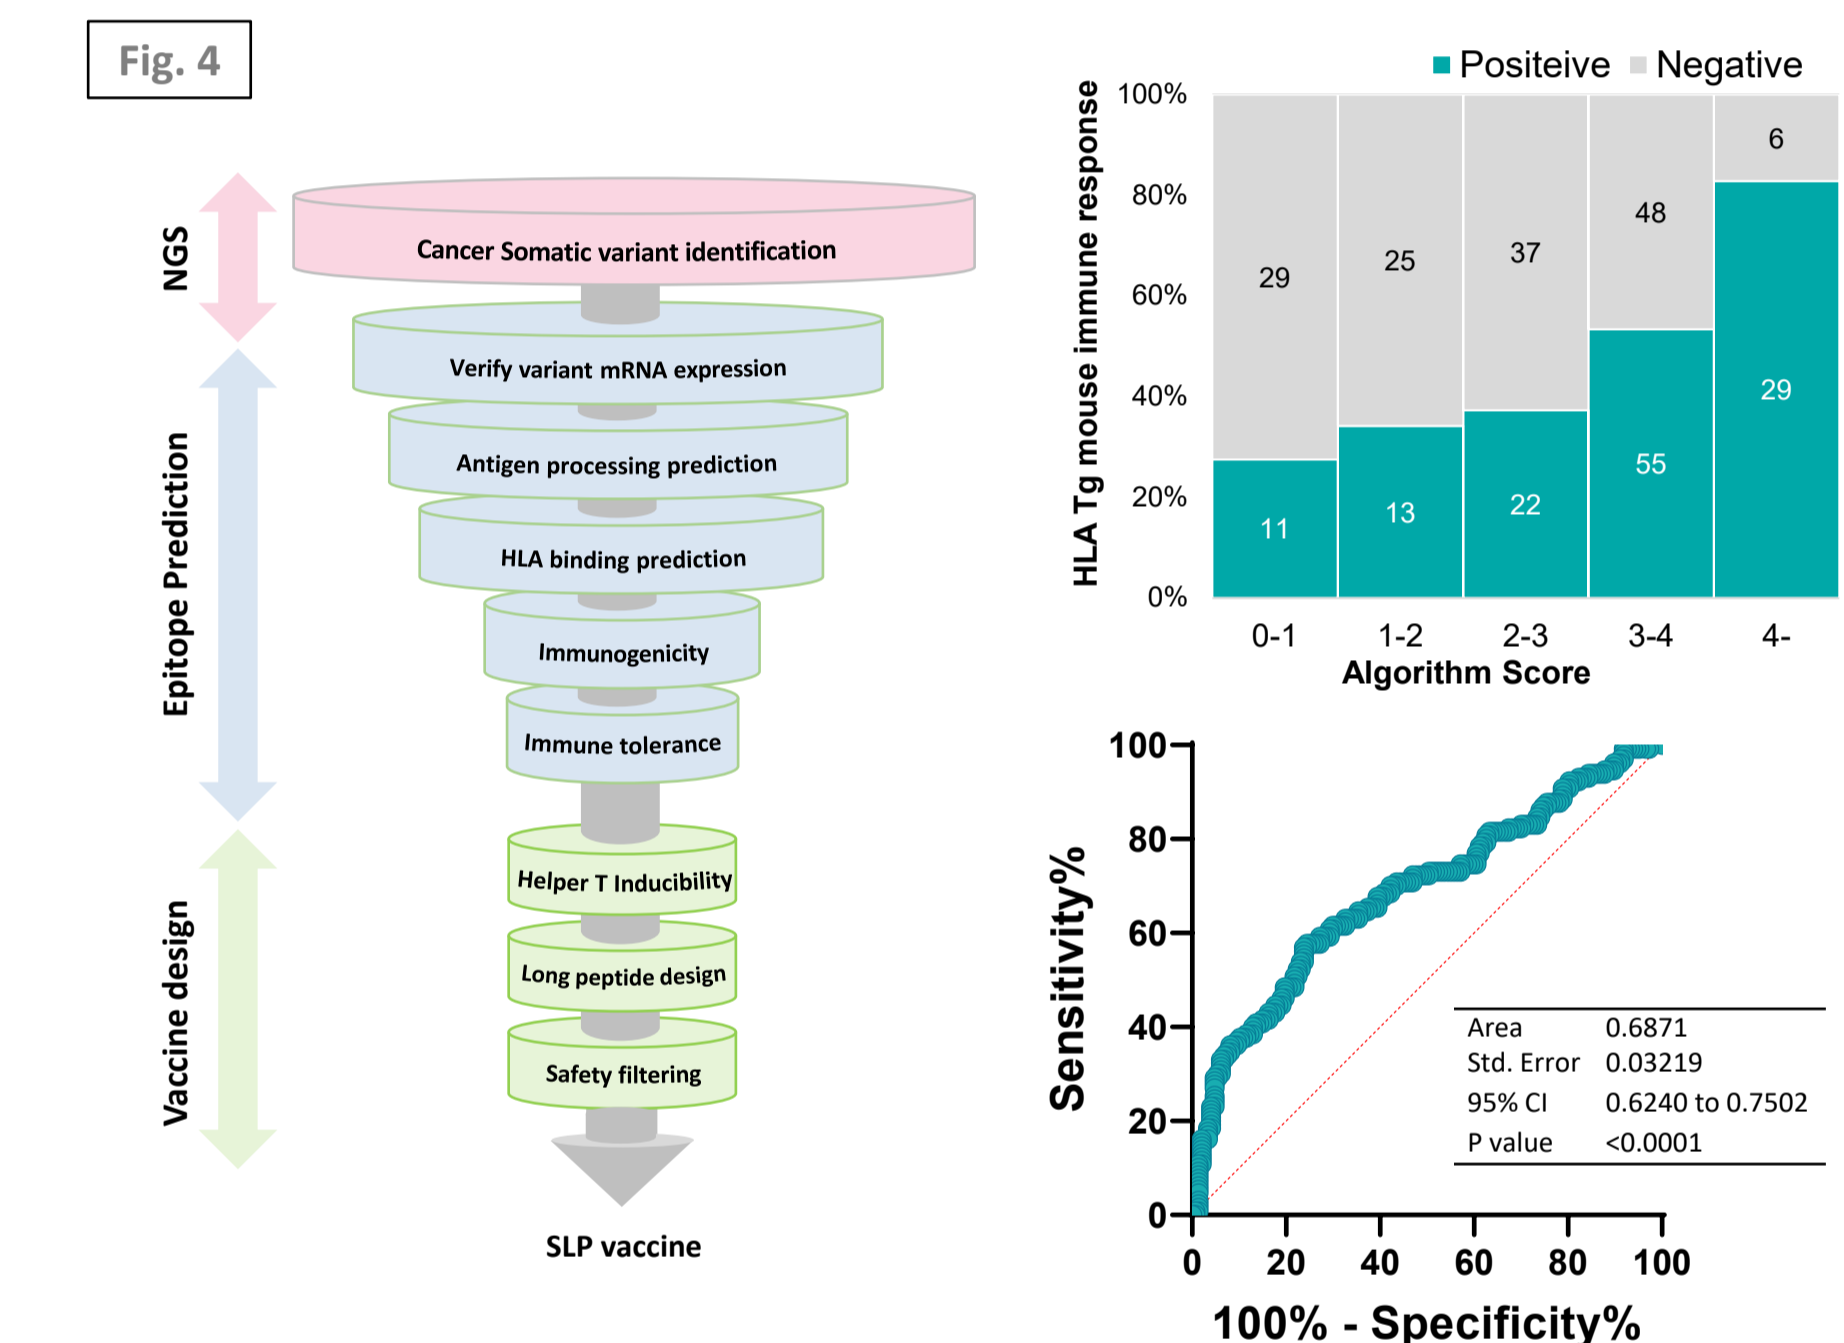 Fig. 4
NGS
Epitope Prediction
Vaccine design
Cancer Somatic variant identification
Verify variant mRNA expression
Antigen processing prediction
HLA binding prediction
Immunogenicity
Immune tolerance
Helper T Inducibility
Long peptide design
Safety filtering
SLP vaccine
Positeive Negative
HLA Tg mouse immune response
100%
80%
60%
40%
20%
0%
29 25 37 48 6
11 13 22 55 29
0-1 1-2 2-3 3-4 4-
Algorithm Score
Sensitivity%
100
80
60
40
20
0
Area 0.6871
Std. Error 0.03219
95% CI 0.6240 to 0.7502
P value <0.0001
0 20 40 60 80 100
100% - Specificity%